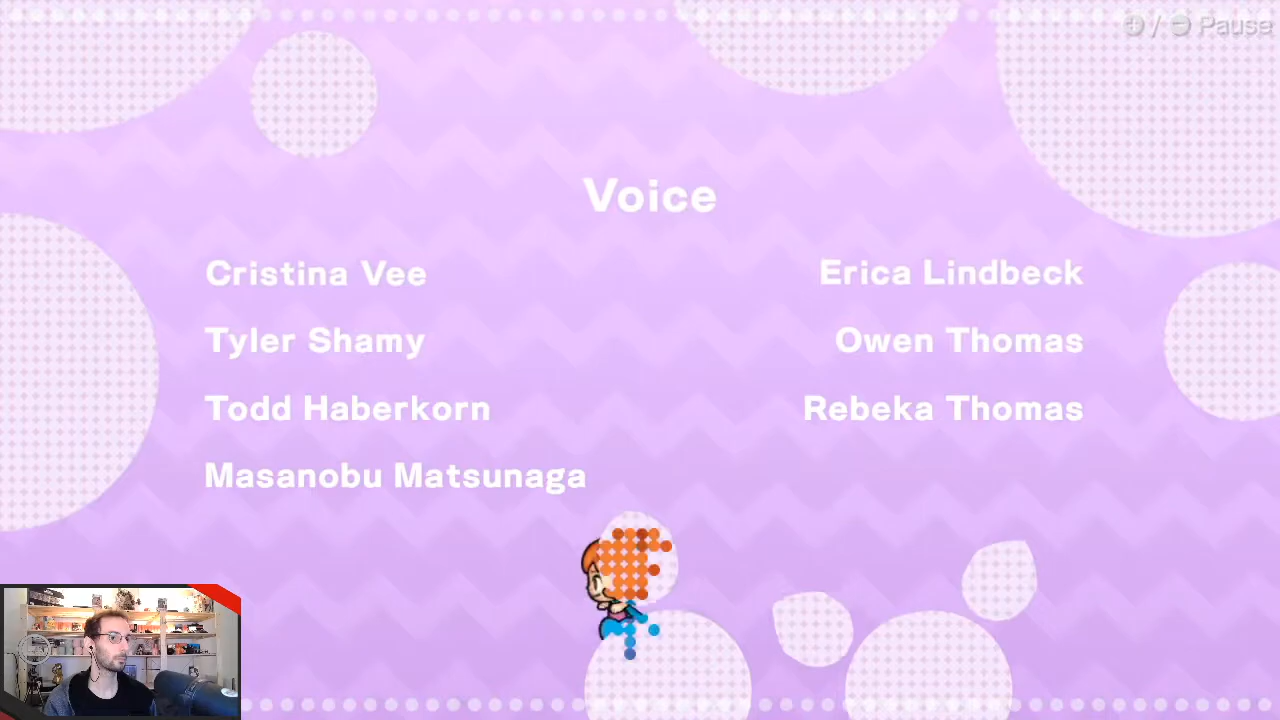 ⊕/⊖ Pause
Voice
Cristina Vee
Erica Lindbeck
Tyler Shamy
Owen Thomas
Todd Haberkorn
Rebeka Thomas
Masanobu Matsunaga